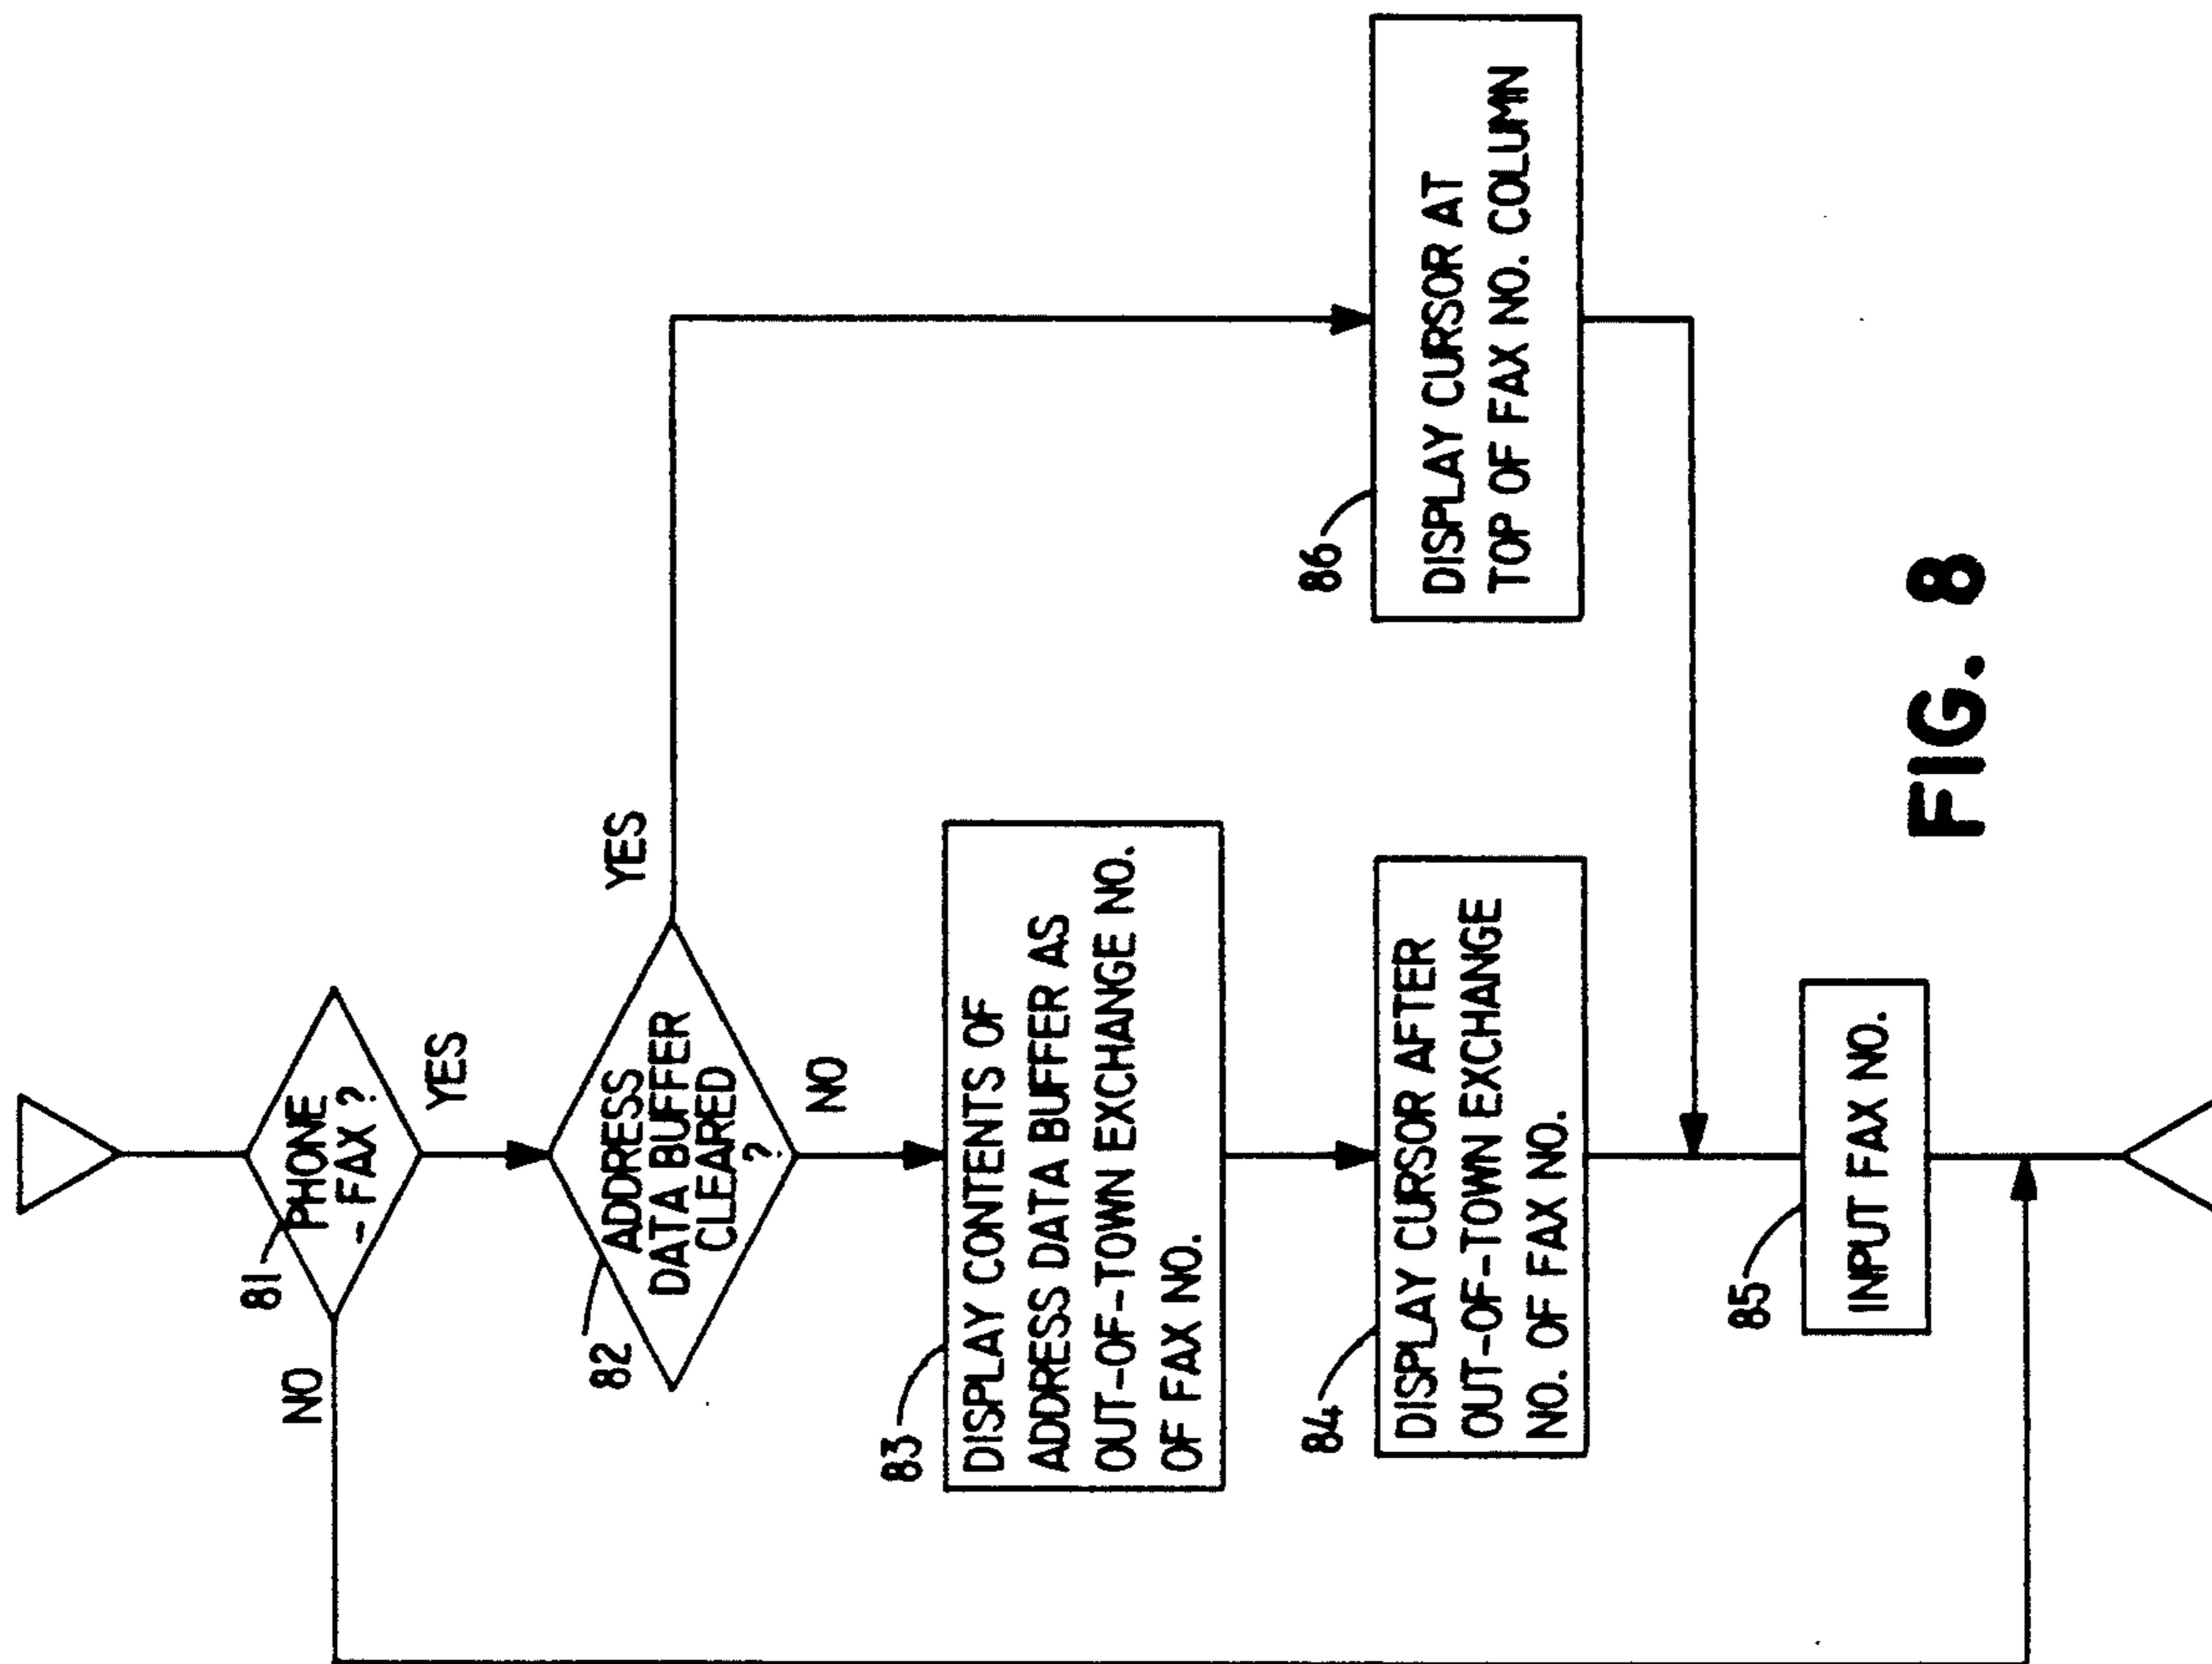 81
PHONE
- FAX ?
NO
YES
82
ADDRESS
DATA BUFFER
CLEARED
?
YES
NO
83
DISPLAY CONTENTS OF
ADDRESS DATA BUFFER AS
OUT-OF-TOWN EXCHANGE NO.
OF FAX NO.
84
DISPLAY CURSOR AFTER
OUT-OF-TOWN EXCHANGE
NO. OF FAX NO.
86
DISPLAY CURSOR AT
TOP OF FAX NO. COLUMN
85
INPUT FAX NO.
FIG. 8